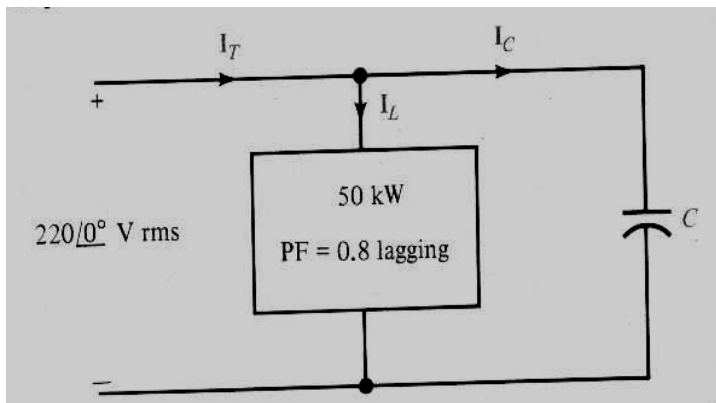 I_T
I_C
+
I_L
50 kW
220/0° V rms
PF = 0.8 lagging
C
−